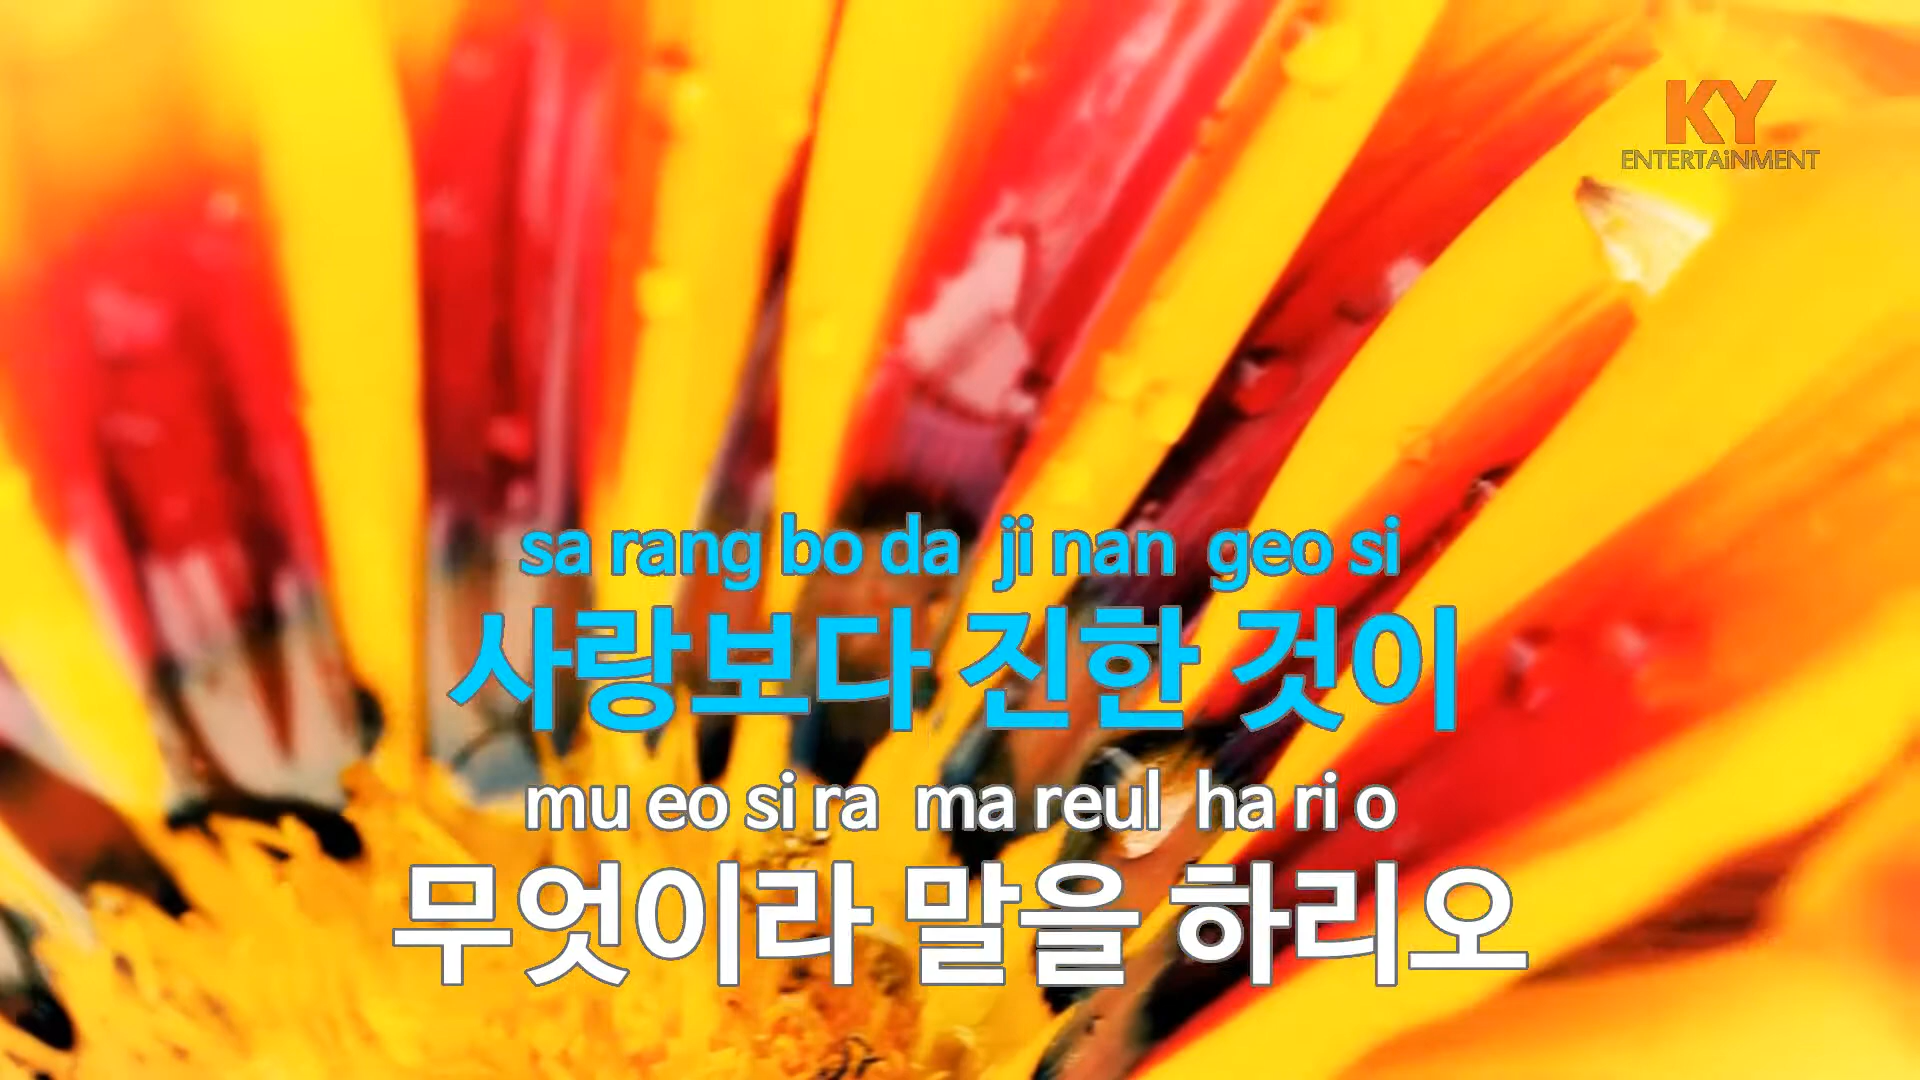 KY
ENTERTAiNMENT
sa rang bo da ji nan geo si
사랑보다 진한 것이
mu eo si ra ma reul ha ri o
무엇이라 말을 하리오